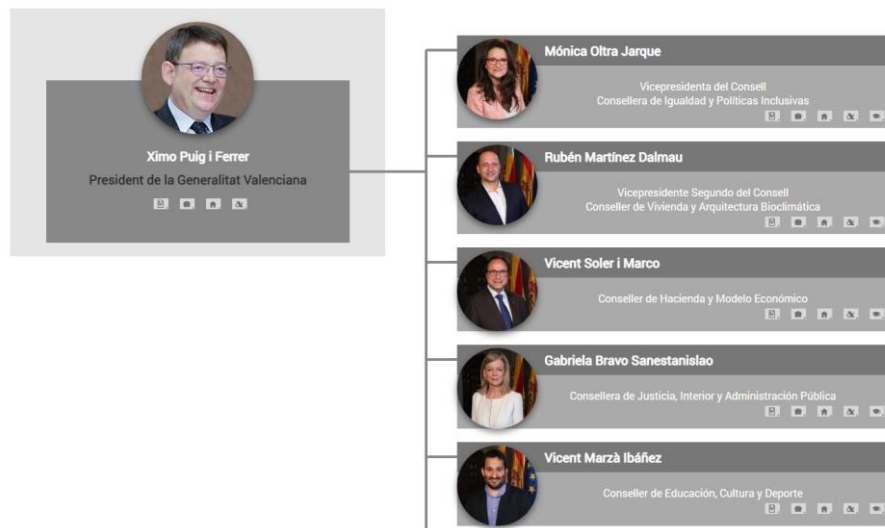 Ximo Puig i Ferrer
President de la Generalitat Valenciana
Mónica Oltra Jarque
Vicepresidenta del Consell
Consellera de Igualdad y Políticas Inclusivas
Rubén Martínez Dalmau
Vicepresidente Segundo del Consell
Conseller de Vivienda y Arquitectura Bioclimática
Vicent Soler i Marco
Conseller de Hacienda y Modelo Económico
Gabriela Bravo Sanestanislao
Consellera de Justicia, Interior y Administración Pública
Vicent Marzà Ibáñez
Conseller de Educación, Cultura y Deporte